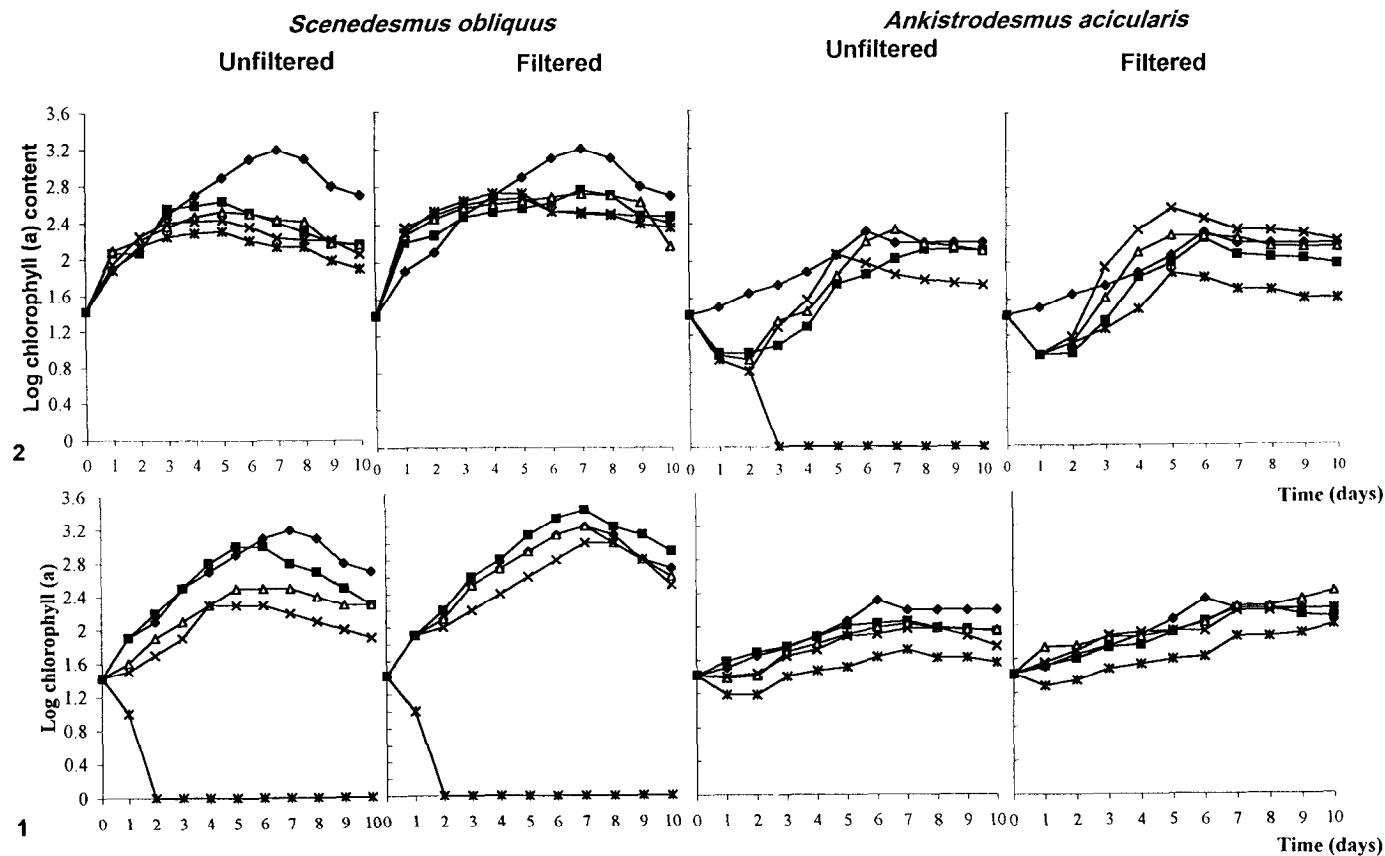 Scenedesmus obliquus
Ankistrodesmus acicularis
Unfiltered
Filtered
Unfiltered
Filtered
Log chlorophyll (a) content
3.6
3.2
2.8
2.4
2
1.6
1.2
0.8
0.4
0
2
0 1 2 3 4 5 6 7 8 9 10
0 1 2 3 4 5 6 7 8 9 10
0 1 2 3 4 5 6 7 8 9 10
0 1 2 3 4 5 6 7 8 9 10
Time (days)
Log chlorophyll (a)
3.6
3.2
2.8
2.4
2
1.6
1.2
0.8
0.4
0
1
0 1 2 3 4 5 6 7 8 9 10
0 1 2 3 4 5 6 7 8 9 10
0 1 2 3 4 5 6 7 8 9 10
0 1 2 3 4 5 6 7 8 9 10
Time (days)